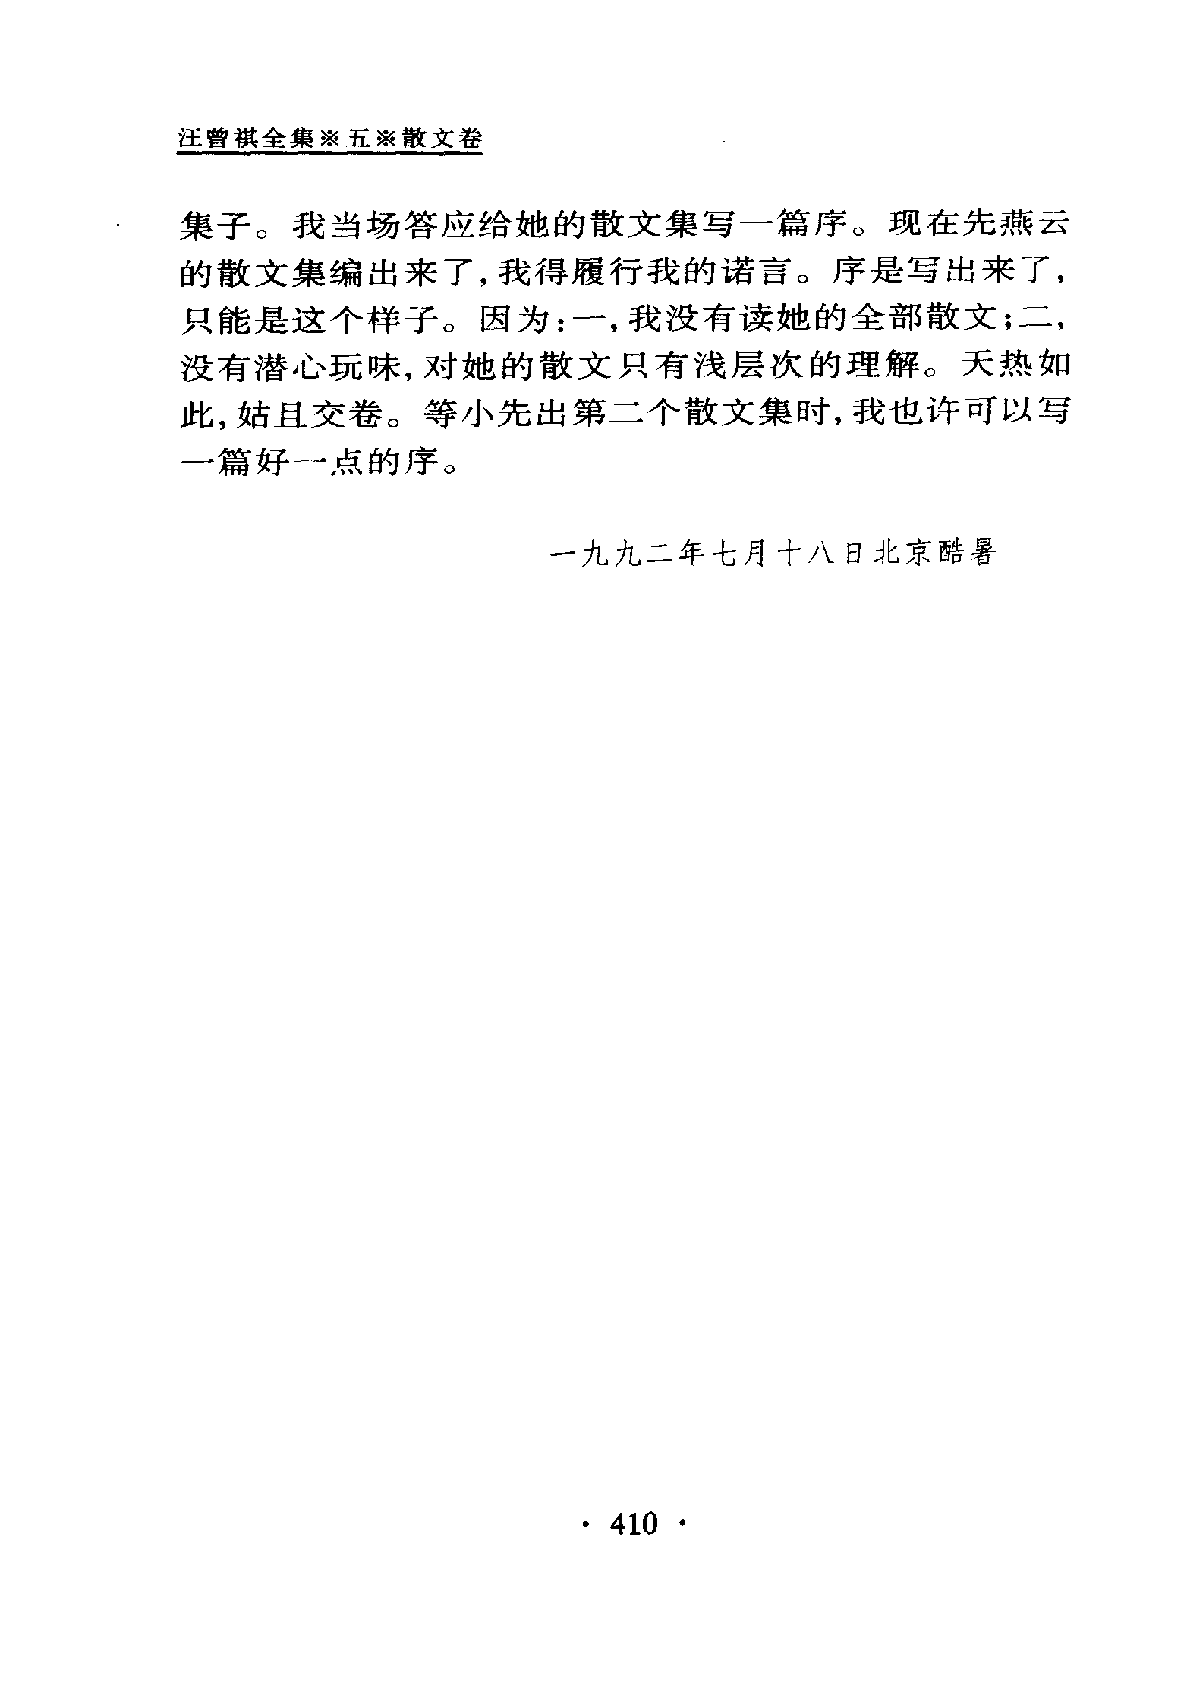 汪曾祺全集※五※散文卷
集子。我当场答应给她的散文集写一篇序。现在先燕云
的散文集编出来了,我得履行我的诺言。序是写出来了,
只能是这个样子。因为:一,我没有读她的全部散文;二,
没有潜心玩味,对她的散文只有浅层次的理解。天热如
此,姑且交卷。等小先出第二个散文集时,我也许可以写
一篇好一点的序。
一九九二年七月十八日北京酷暑
· 410 ·